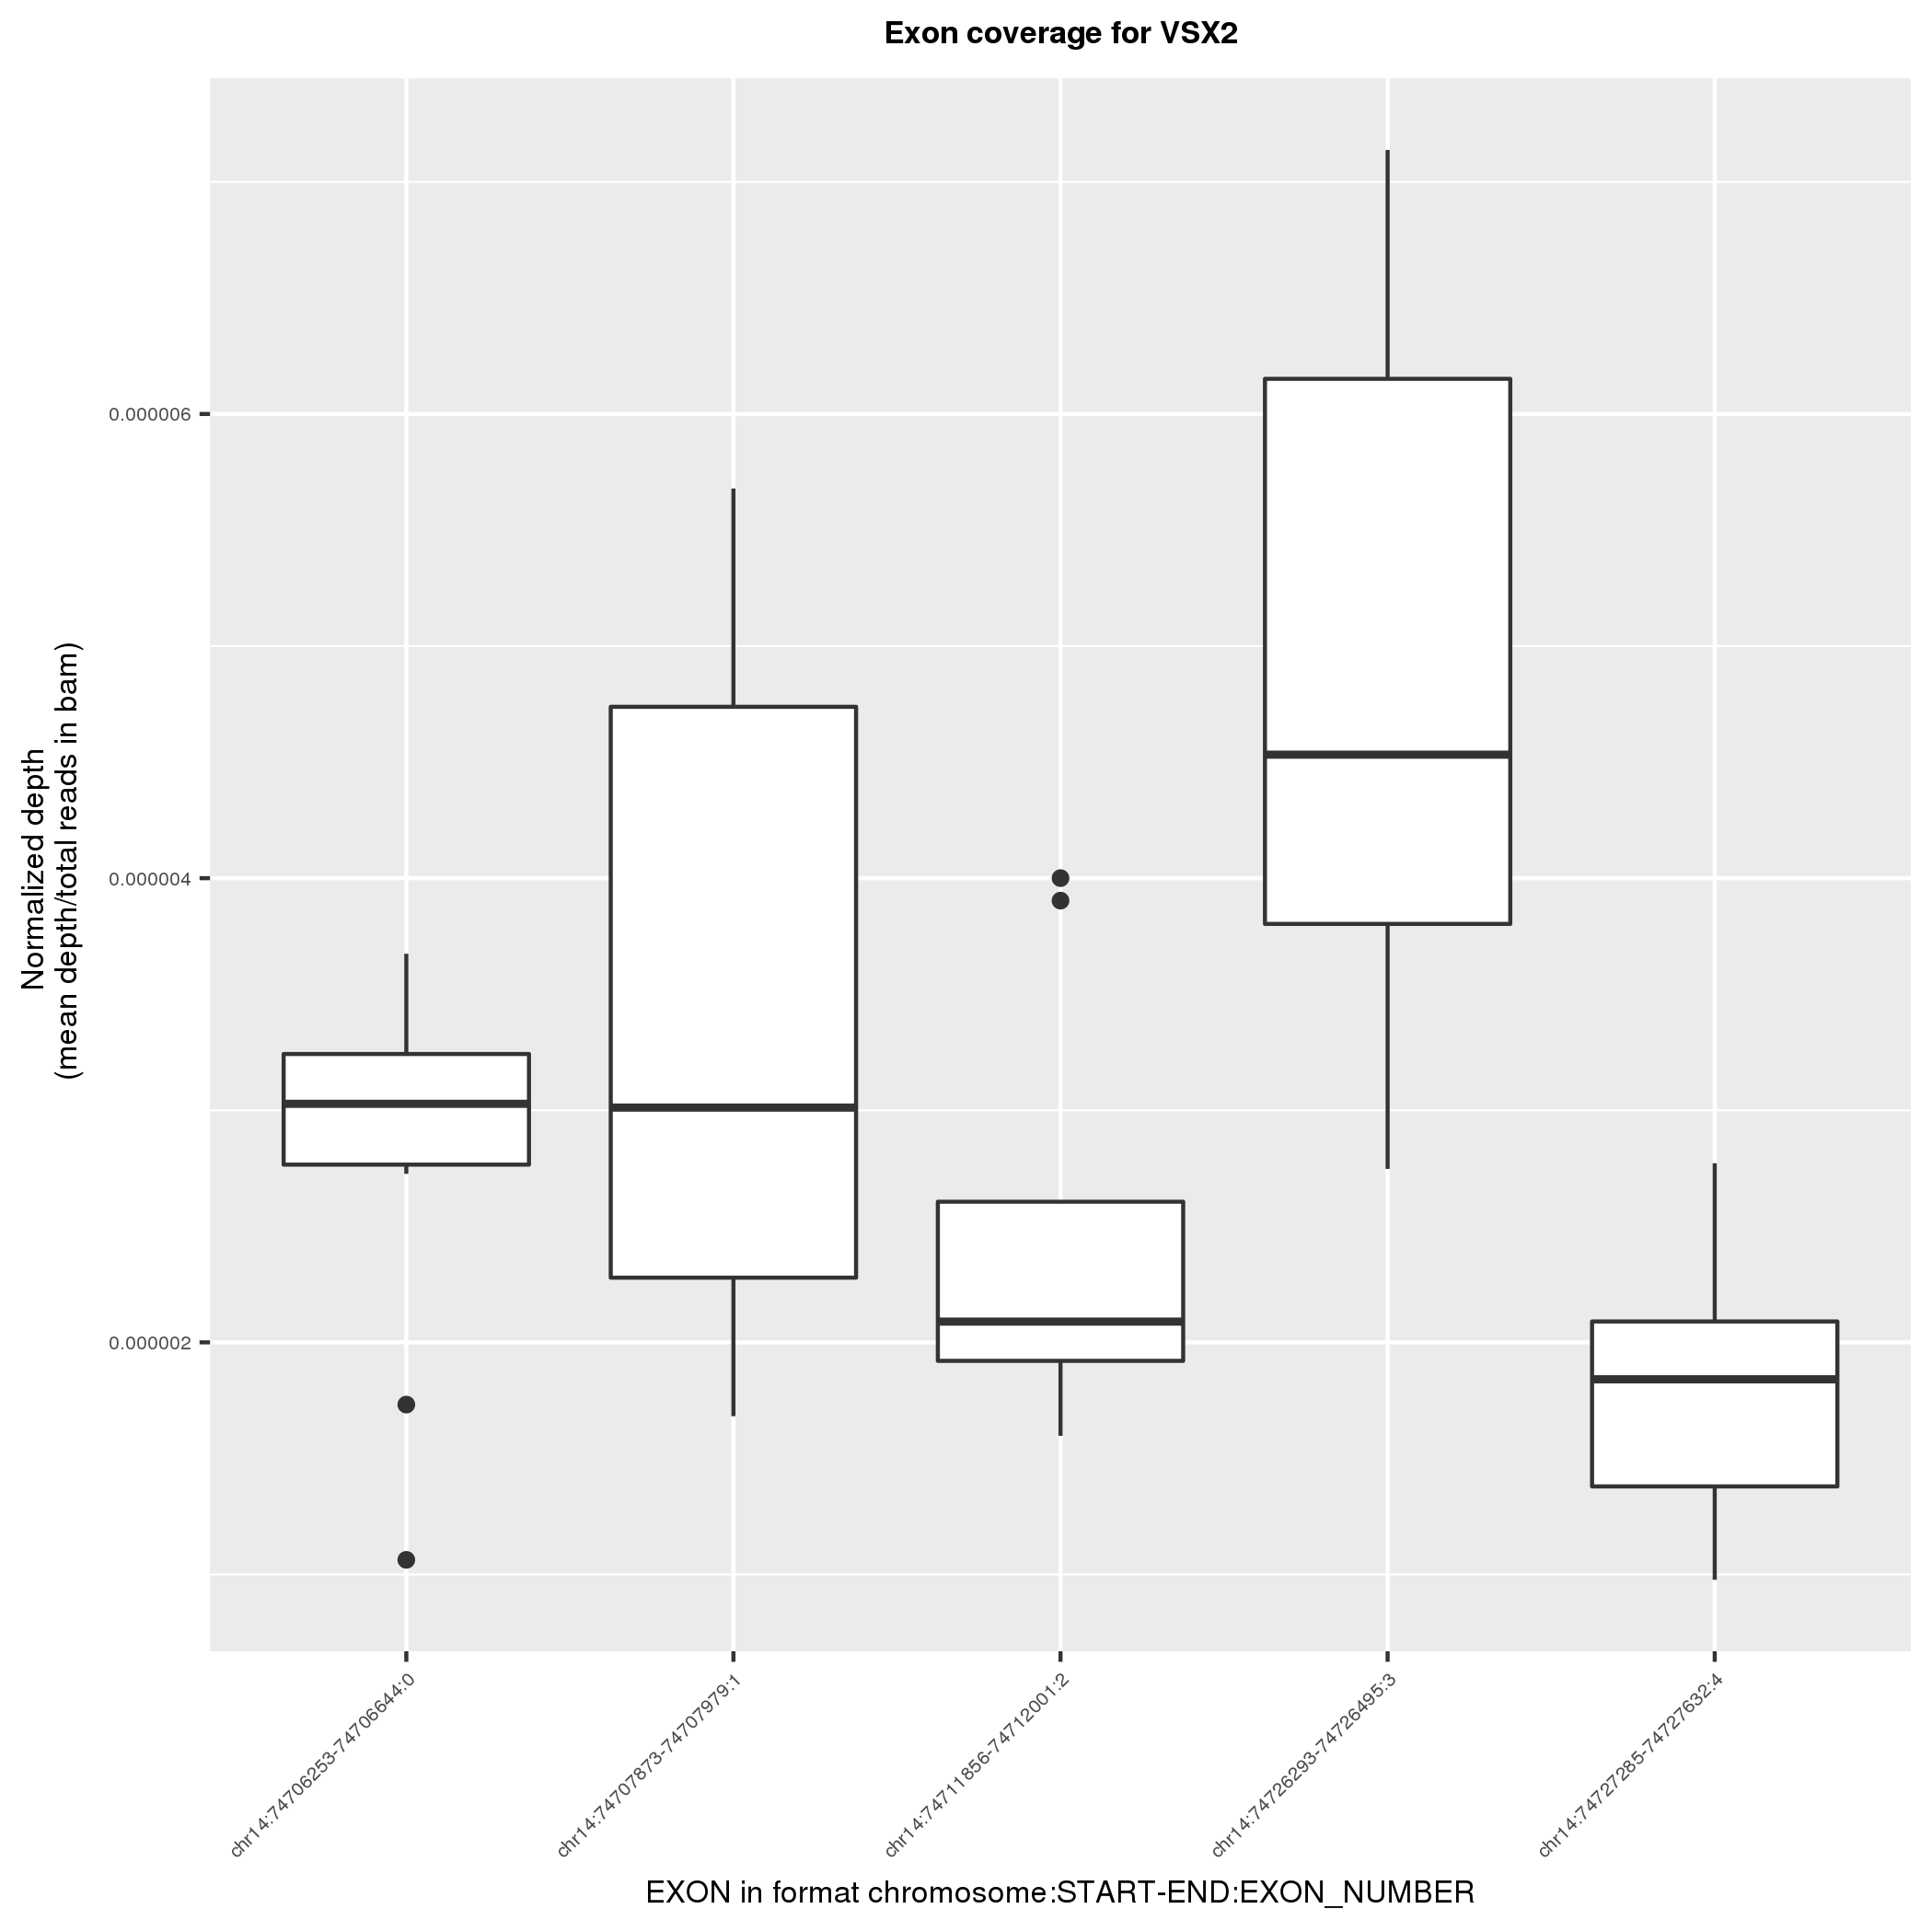 Exon coverage for VSX2
Normalized depth
(mean depth/total reads in bam)
0.000006
0.000004
0.000002
chr14:74706253-74706644:0
chr14:74707873-74707979:1
chr14:74711856-74712001:2
chr14:74726293-74726495:3
chr14:74727285-74727632:4
EXON in format chromosome:START-END:EXON_NUMBER